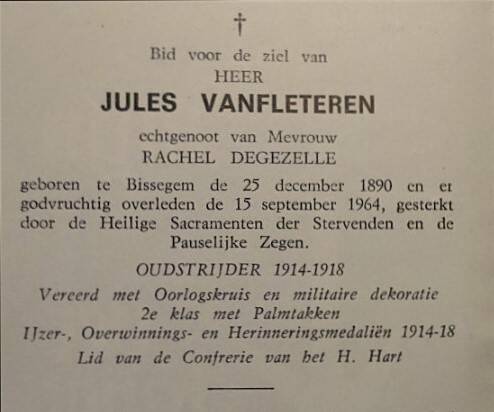 Bid voor de ziel van
HEER
JULES VANFLETEREN
echtgenoot van Mevrouw
RACHEL DEGEZELLE
geboren te Bissegem de 25 december 1890 en er
godvruchtig overleden de 15 september 1964, gesterkt
door de Heilige Sacramenten der Stervenden en de
Pauselijke Zegen.
OUDSTRIJDER 1914-1918
Vereerd met Oorlogskruis en militaire dekoratie
2e klas met Palmtakken
IJzer-, Overwinnings- en Herinneringsmedaliën 1914-18
Lid van de Confrerie van het H. Hart